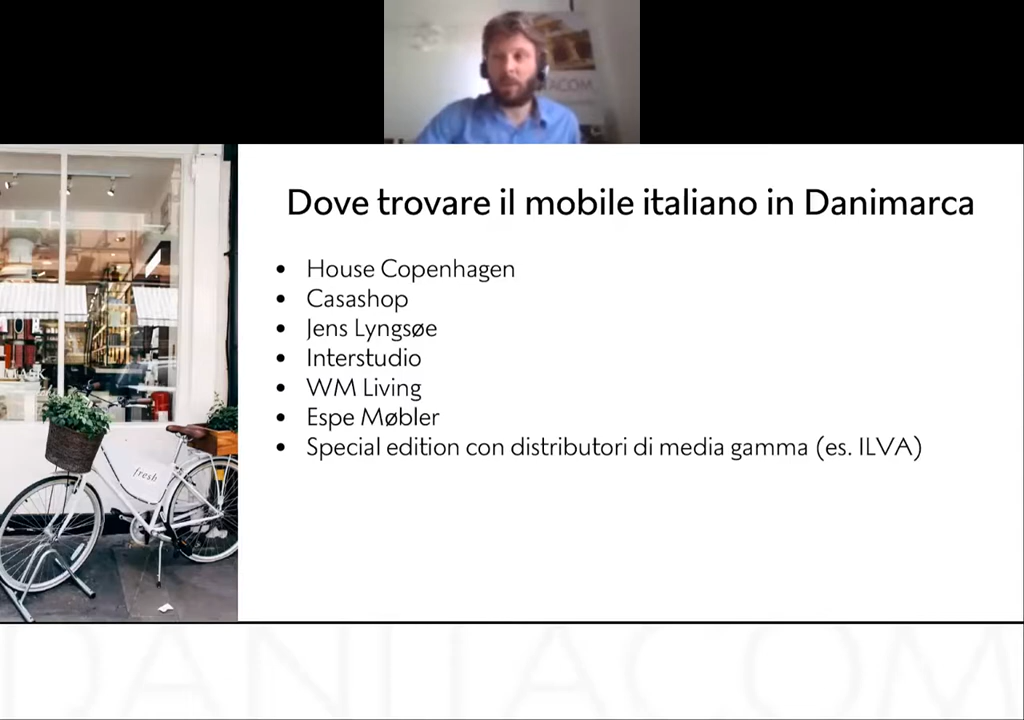 Dove trovare il mobile italiano in Danimarca
• House Copenhagen
• Casashop
• Jens Lyngsøe
• Interstudio
• WM Living
• Espe Møbler
• Special edition con distributori di media gamma (es. ILVA)
fresh
DANITACOM